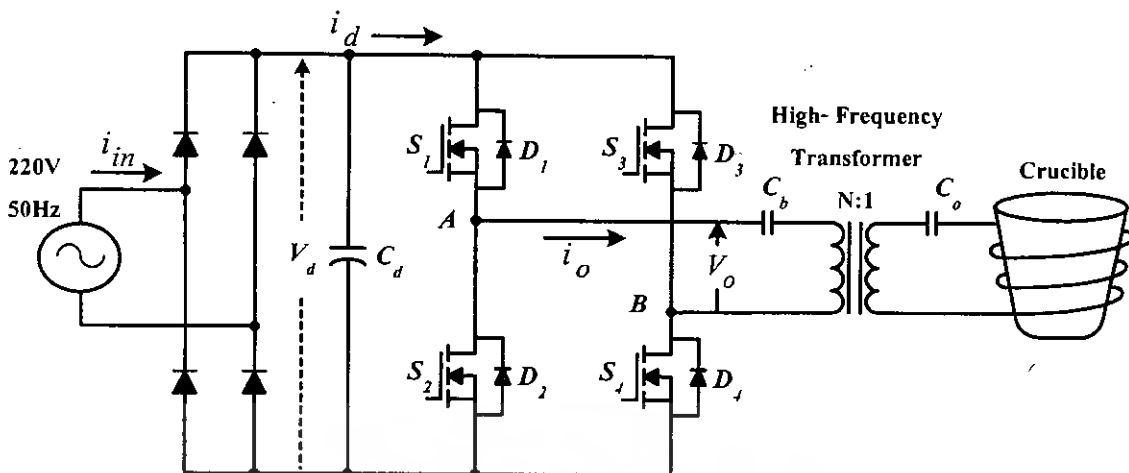 i_d
220V
50Hz
i_in
V_d
C_d
S_1
D_1
S_2
D_2
S_3
D_3
S_4
D_4
A
B
i_o
V_o
High- Frequency
Transformer
N:1
C_b
C_o
Crucible